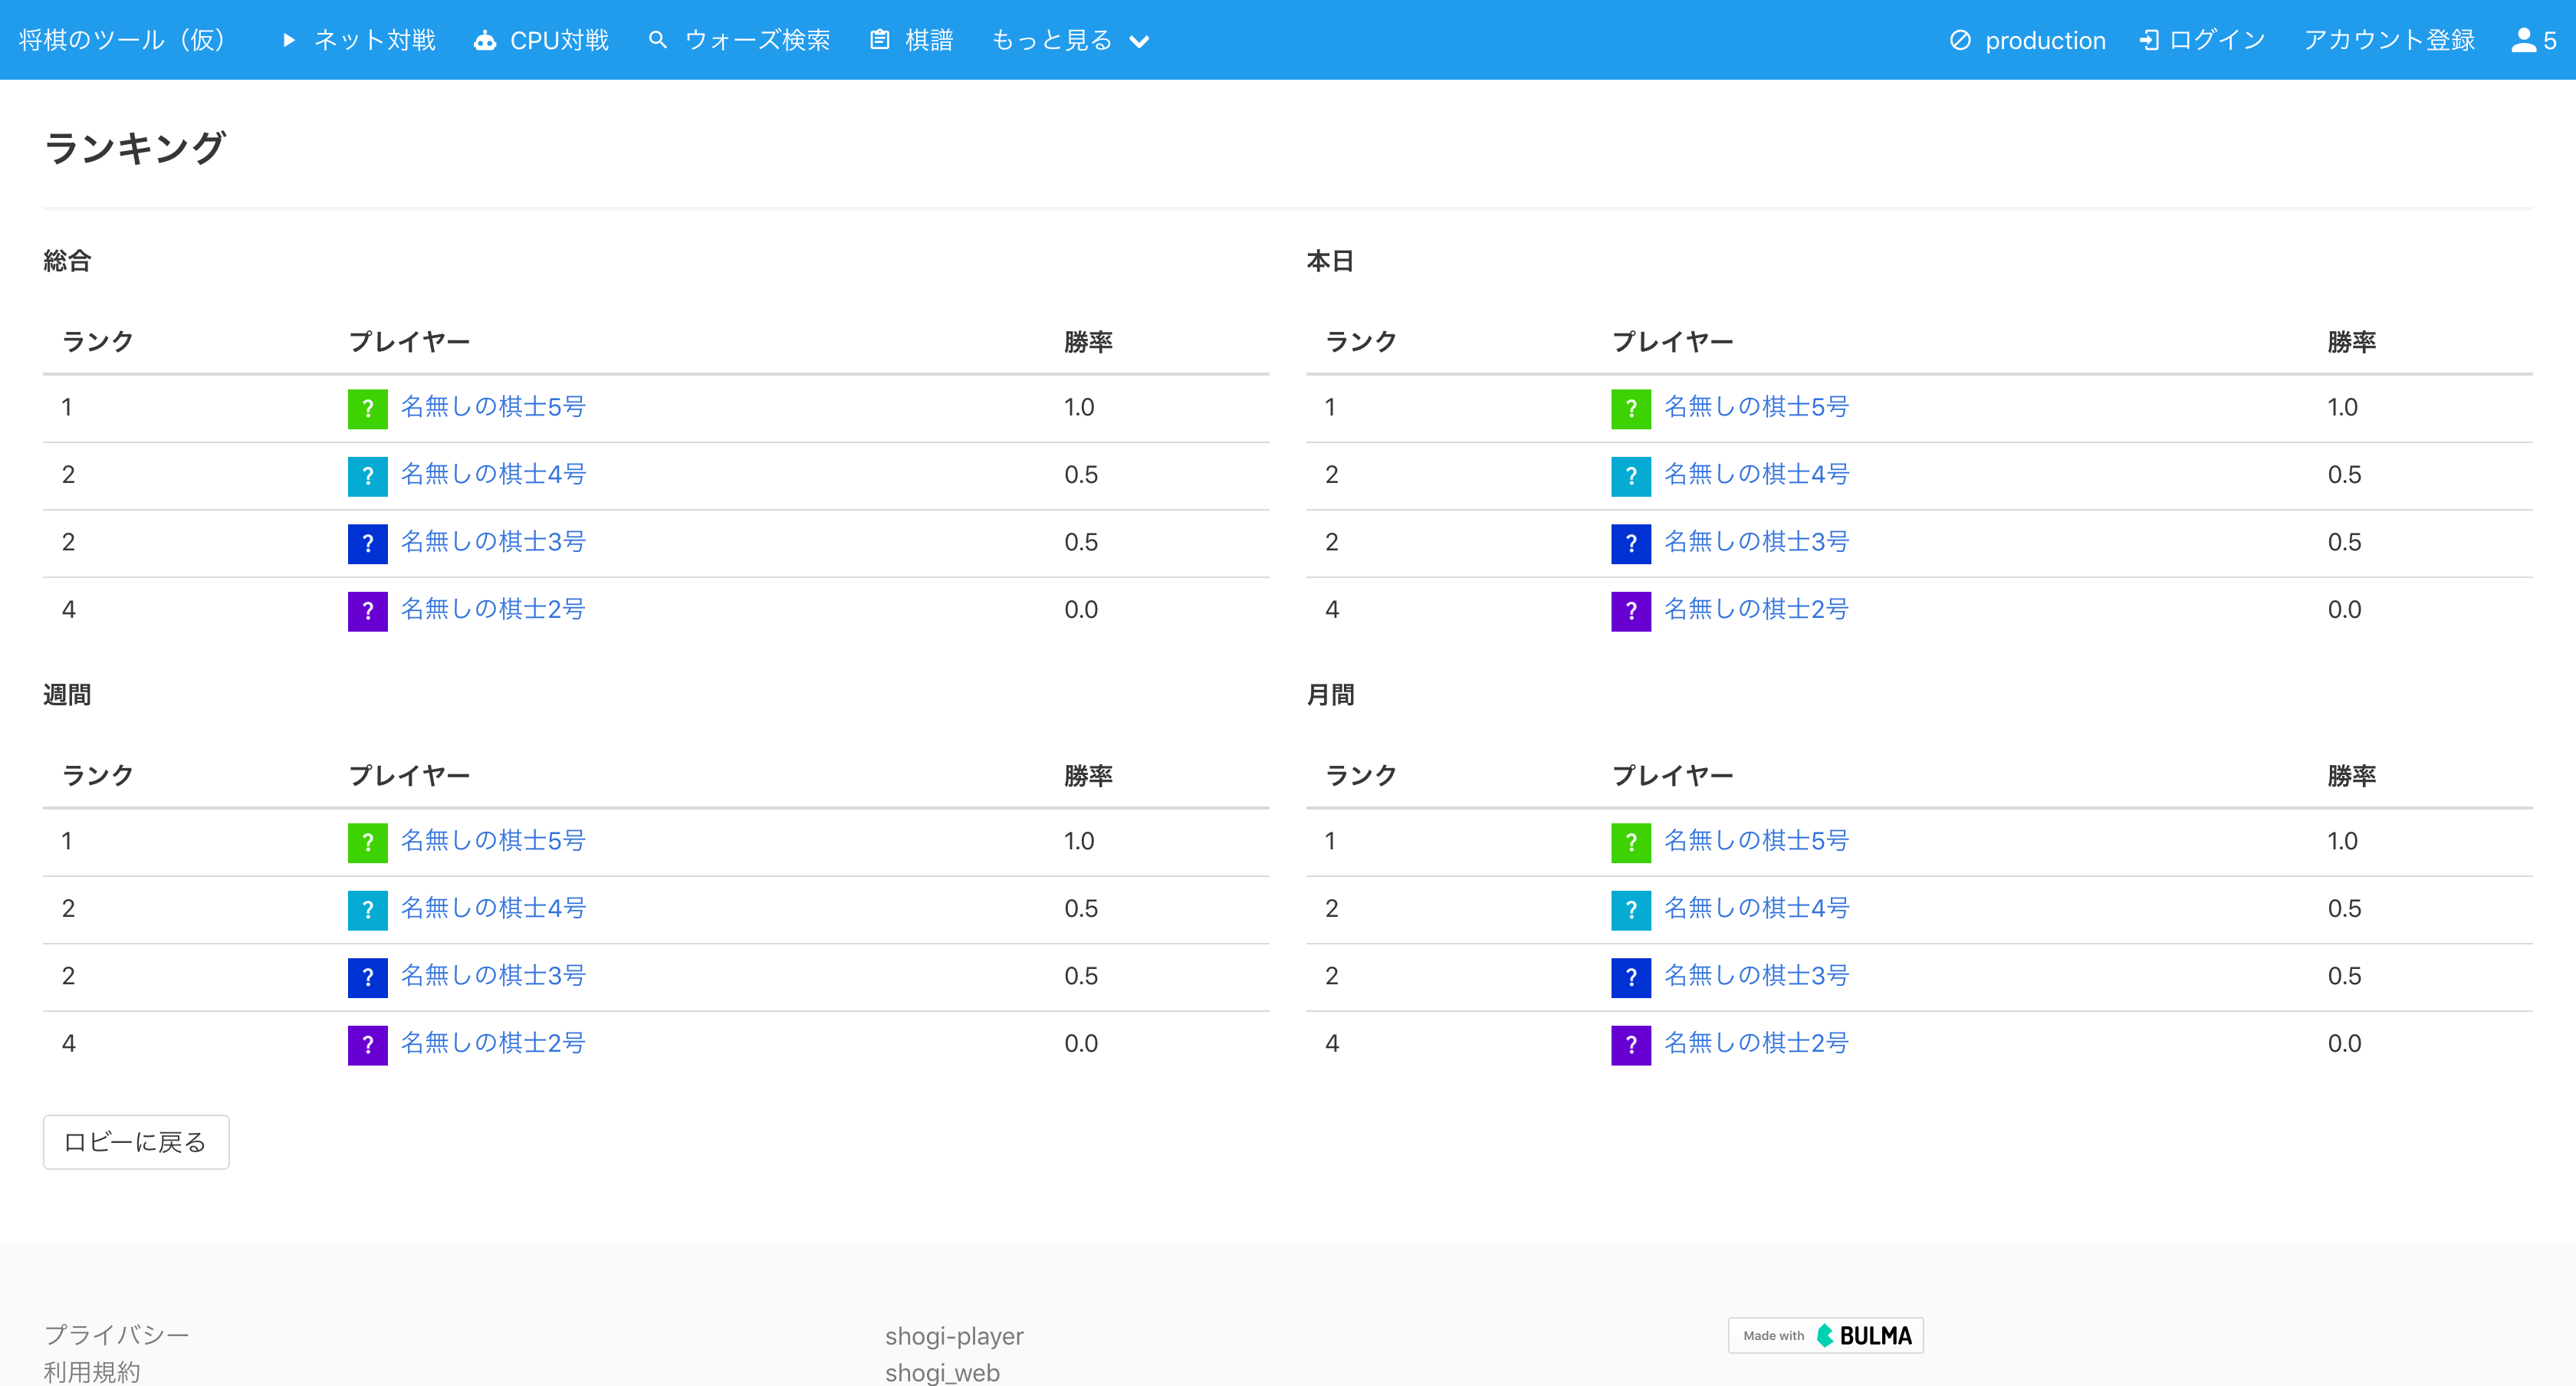 将棋のツール（仮） ネット対戦 CPU対戦 ウォーズ検索 棋譜 もっと見る production ログイン アカウント登録 5
ランキング
総合
ランク プレイヤー 勝率
1 ? 名無しの棋士5号 1.0
2 ? 名無しの棋士4号 0.5
2 ? 名無しの棋士3号 0.5
4 ? 名無しの棋士2号 0.0
本日
ランク プレイヤー 勝率
1 ? 名無しの棋士5号 1.0
2 ? 名無しの棋士4号 0.5
2 ? 名無しの棋士3号 0.5
4 ? 名無しの棋士2号 0.0
週間
ランク プレイヤー 勝率
1 ? 名無しの棋士5号 1.0
2 ? 名無しの棋士4号 0.5
2 ? 名無しの棋士3号 0.5
4 ? 名無しの棋士2号 0.0
月間
ランク プレイヤー 勝率
1 ? 名無しの棋士5号 1.0
2 ? 名無しの棋士4号 0.5
2 ? 名無しの棋士3号 0.5
4 ? 名無しの棋士2号 0.0
ロビーに戻る
プライバシー
利用規約
shogi-player
shogi_web
Made with BULMA